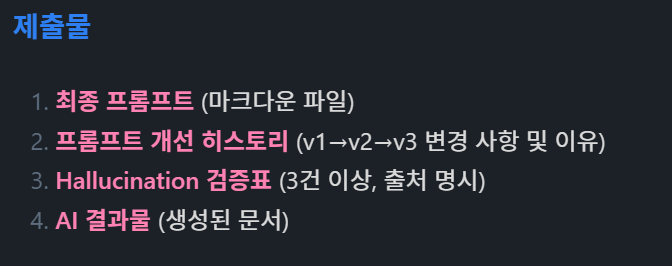 제출물
1. 최종 프롬프트 (마크다운 파일)
2. 프롬프트 개선 히스토리 (v1→v2→v3 변경 사항 및 이유)
3. Hallucination 검증표 (3건 이상, 출처 명시)
4. AI 결과물 (생성된 문서)